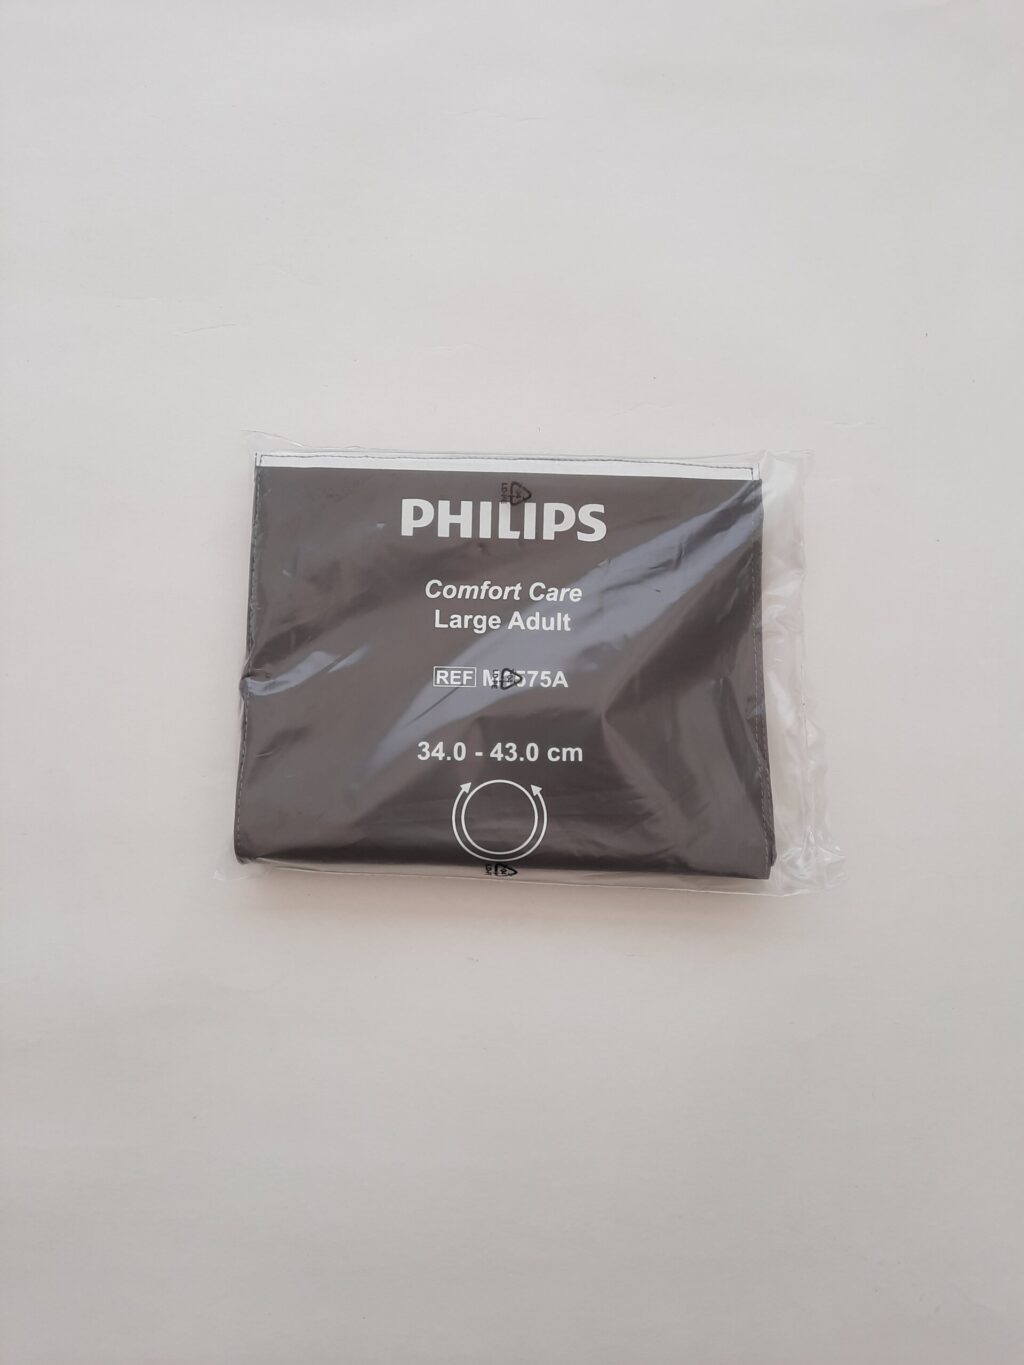 PHILIPS
Comfort Care
Large Adult
REF
34.0 - 43.0 cm